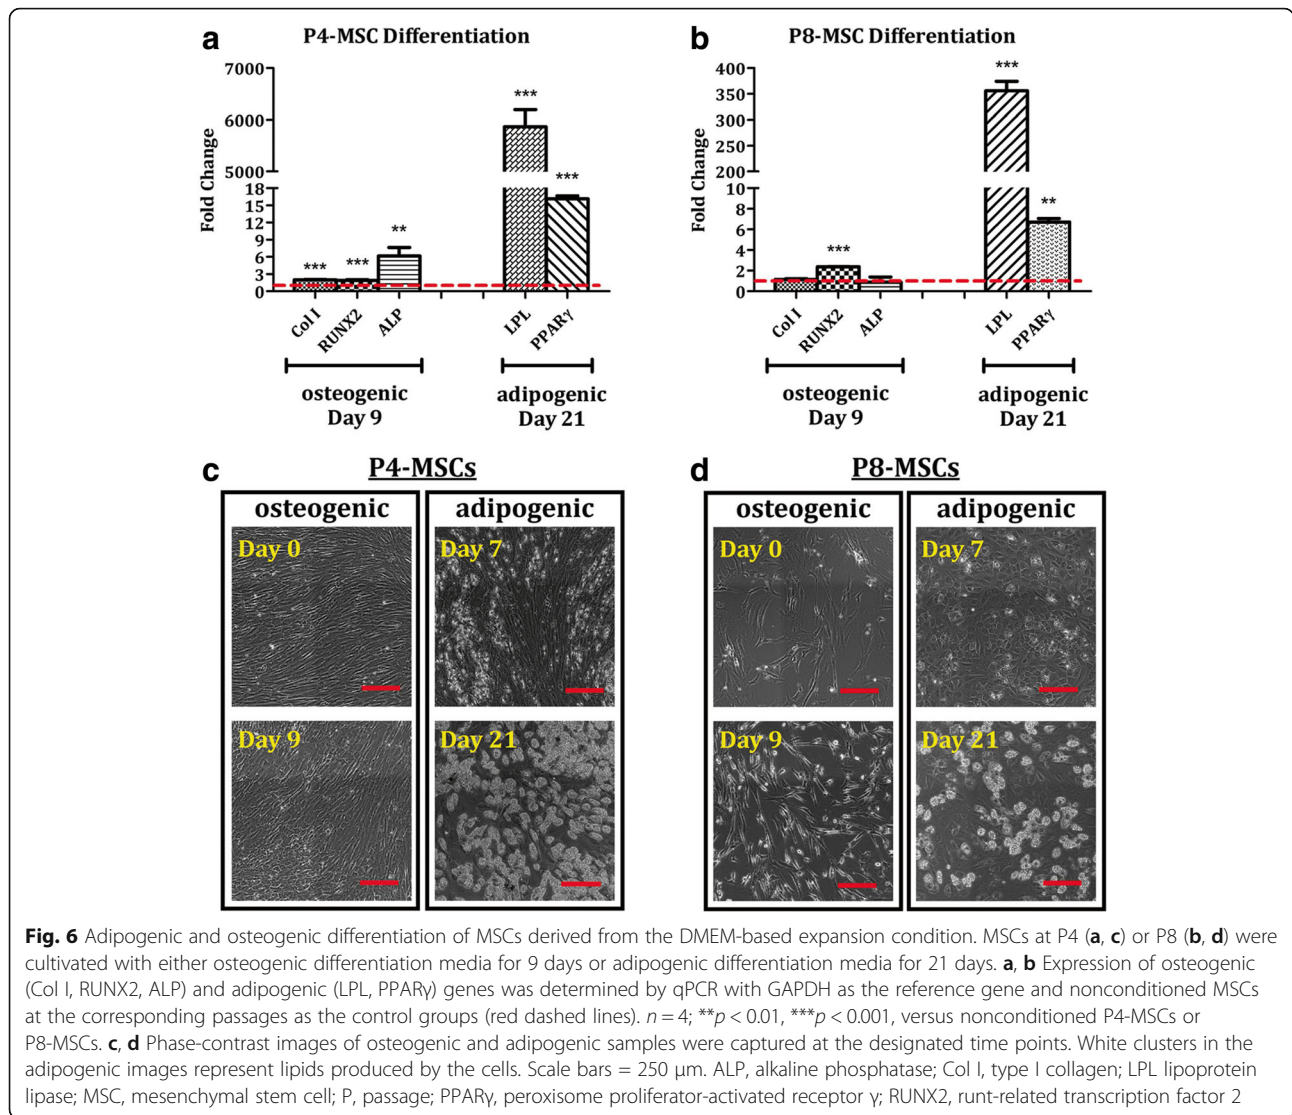 a
P4-MSC Differentiation
Fold Change
7000
6000
5000
18
15
12
9
6
3
0
***
***
**
***
***
Col I
RUNX2
ALP
LPL
PPARγ
osteogenic
Day 9
adipogenic
Day 21
b
P8-MSC Differentiation
Fold Change
400
350
300
250
200
10
8
6
4
2
0
***
***
**
Col I
RUNX2
ALP
LPL
PPARγ
osteogenic
Day 9
adipogenic
Day 21
c
P4-MSCs
osteogenic
adipogenic
Day 0
Day 7
Day 9
Day 21
d
P8-MSCs
osteogenic
adipogenic
Day 0
Day 7
Day 9
Day 21
Fig. 6 Adipogenic and osteogenic differentiation of MSCs derived from the DMEM-based expansion condition. MSCs at P4 (a, c) or P8 (b, d) were
cultivated with either osteogenic differentiation media for 9 days or adipogenic differentiation media for 21 days. a, b Expression of osteogenic
(Col I, RUNX2, ALP) and adipogenic (LPL, PPARγ) genes was determined by qPCR with GAPDH as the reference gene and nonconditioned MSCs
at the corresponding passages as the control groups (red dashed lines). n = 4; **p < 0.01, ***p < 0.001, versus nonconditioned P4-MSCs or
P8-MSCs. c, d Phase-contrast images of osteogenic and adipogenic samples were captured at the designated time points. White clusters in the
adipogenic images represent lipids produced by the cells. Scale bars = 250 μm. ALP, alkaline phosphatase; Col I, type I collagen; LPL lipoprotein
lipase; MSC, mesenchymal stem cell; P, passage; PPARγ, peroxisome proliferator-activated receptor γ; RUNX2, runt-related transcription factor 2